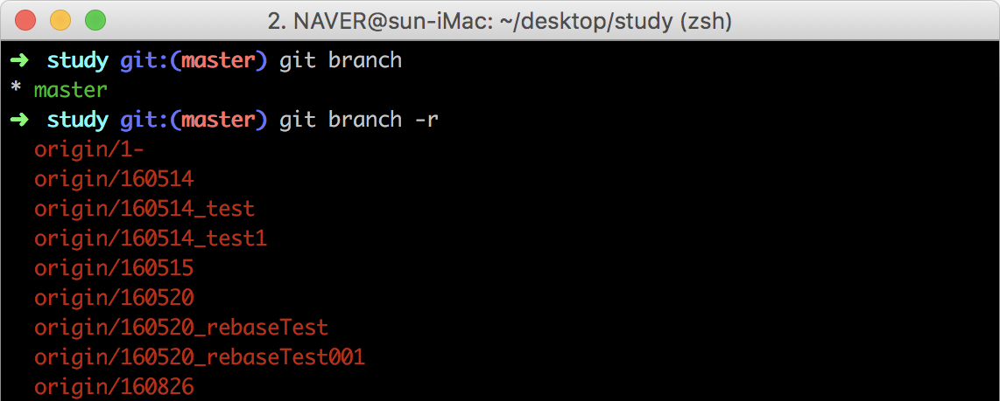 2. NAVER@sun-iMac: ~/desktop/study (zsh)
➜ study git:(master) git branch
* master
➜ study git:(master) git branch -r
origin/1-
origin/160514
origin/160514_test
origin/160514_test1
origin/160515
origin/160520
origin/160520_rebaseTest
origin/160520_rebaseTest001
origin/160826